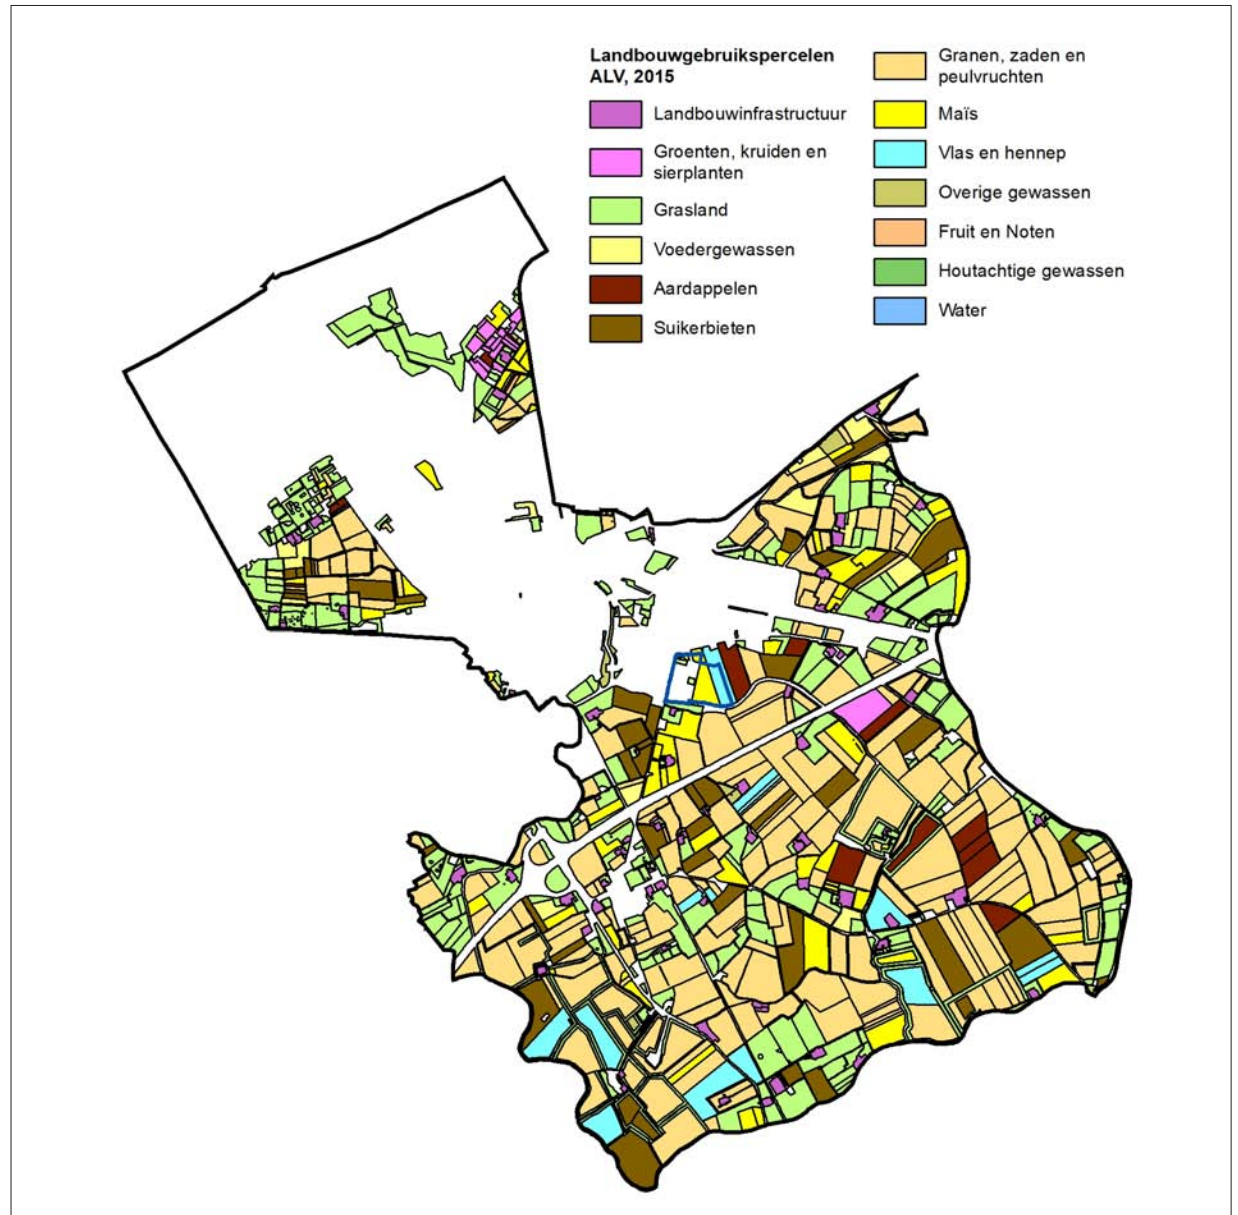 Landbouwgebruikspercelen
ALV, 2015
Landbouwinfrastructuur
Groenten, kruiden en
sierplanten
Grasland
Voedergewassen
Aardappelen
Suikerbieten
Granen, zaden en
peulvruchten
Maïs
Vlas en hennep
Overige gewassen
Fruit en Noten
Houtachtige gewassen
Water